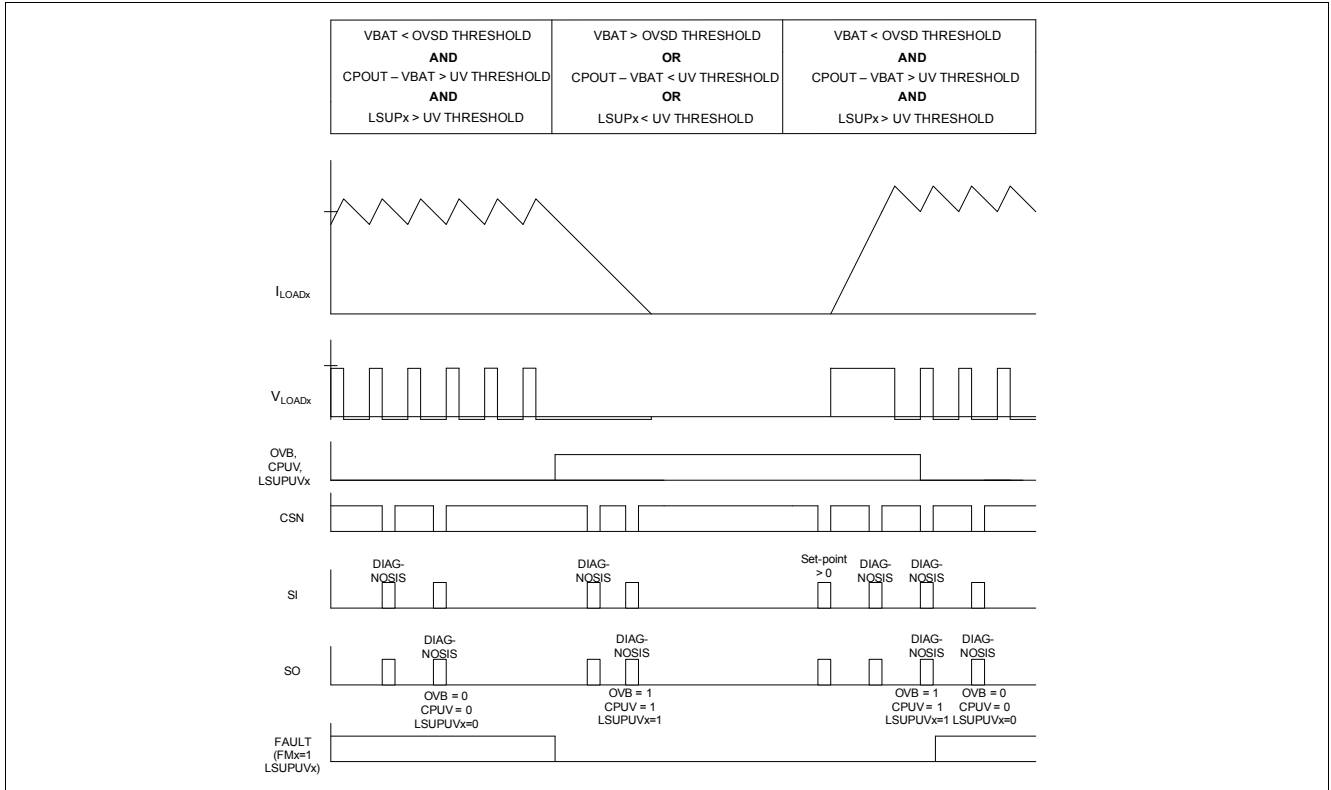 VBAT < OVSD THRESHOLD
AND
CPOUT – VBAT > UV THRESHOLD
AND
LSUPx > UV THRESHOLD
VBAT > OVSD THRESHOLD
OR
CPOUT – VBAT < UV THRESHOLD
OR
LSUPx < UV THRESHOLD
VBAT < OVSD THRESHOLD
AND
CPOUT – VBAT > UV THRESHOLD
AND
LSUPx > UV THRESHOLD
ILOADx
VLOADx
OVB,
CPUV,
LSUPUVx
CSN
SI
DIAG-
NOSIS
DIAG-
NOSIS
Set-point
> 0
DIAG-
NOSIS
DIAG-
NOSIS
SO
DIAG-
NOSIS
OVB = 0
CPUV = 0
LSUPUVx=0
DIAG-
NOSIS
OVB = 1
CPUV = 1
LSUPUVx=1
DIAG-
NOSIS
OVB = 1
CPUV = 1
LSUPUVx=1
DIAG-
NOSIS
OVB = 0
CPUV = 0
LSUPUVx=0
FAULT
(FMx=1
LSUPUVx)